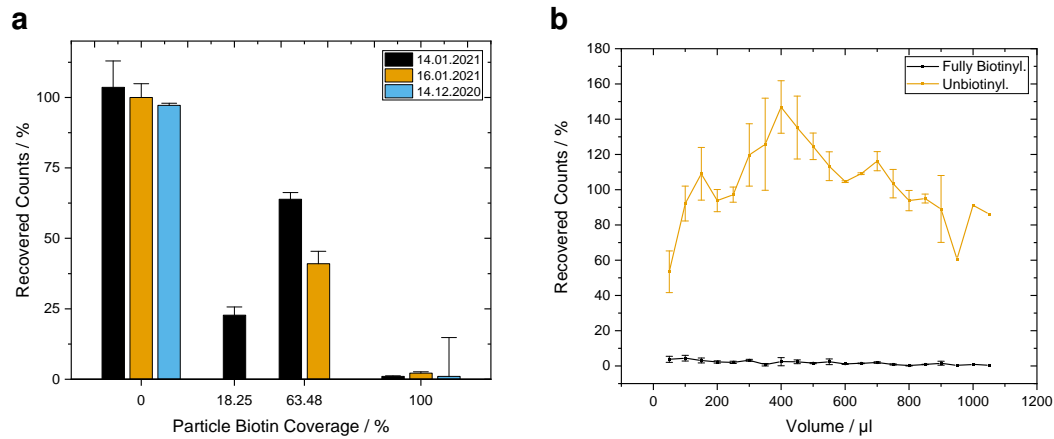 a
Recovered Counts / %
100
75
50
25
0
14.01.2021
16.01.2021
14.12.2020
0 18.25 63.48 100
Particle Biotin Coverage / %
b
Recovered Counts / %
180
160
140
120
100
80
60
40
20
0
Fully Biotinyl.
Unbiotinyl.
0 200 400 600 800 1000 1200
Volume / µl